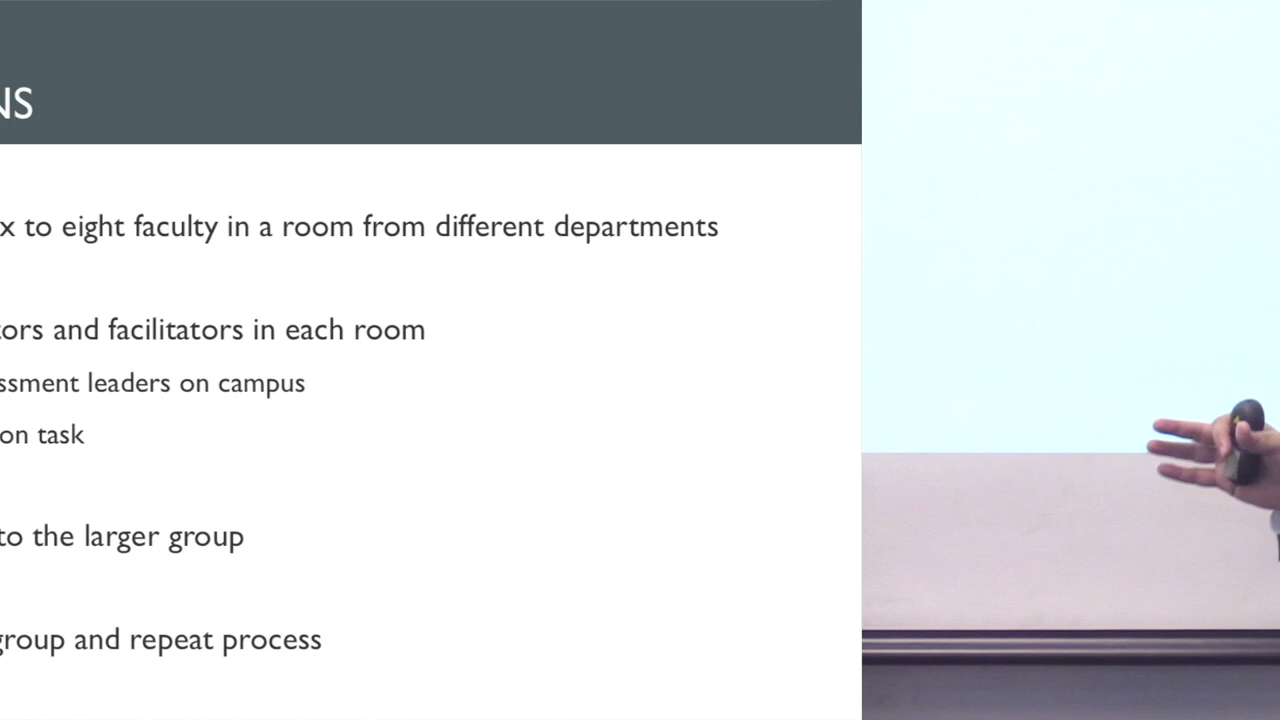 NS
x to eight faculty in a room from different departments
tors and facilitators in each room
ssment leaders on campus
on task
to the larger group
group and repeat process